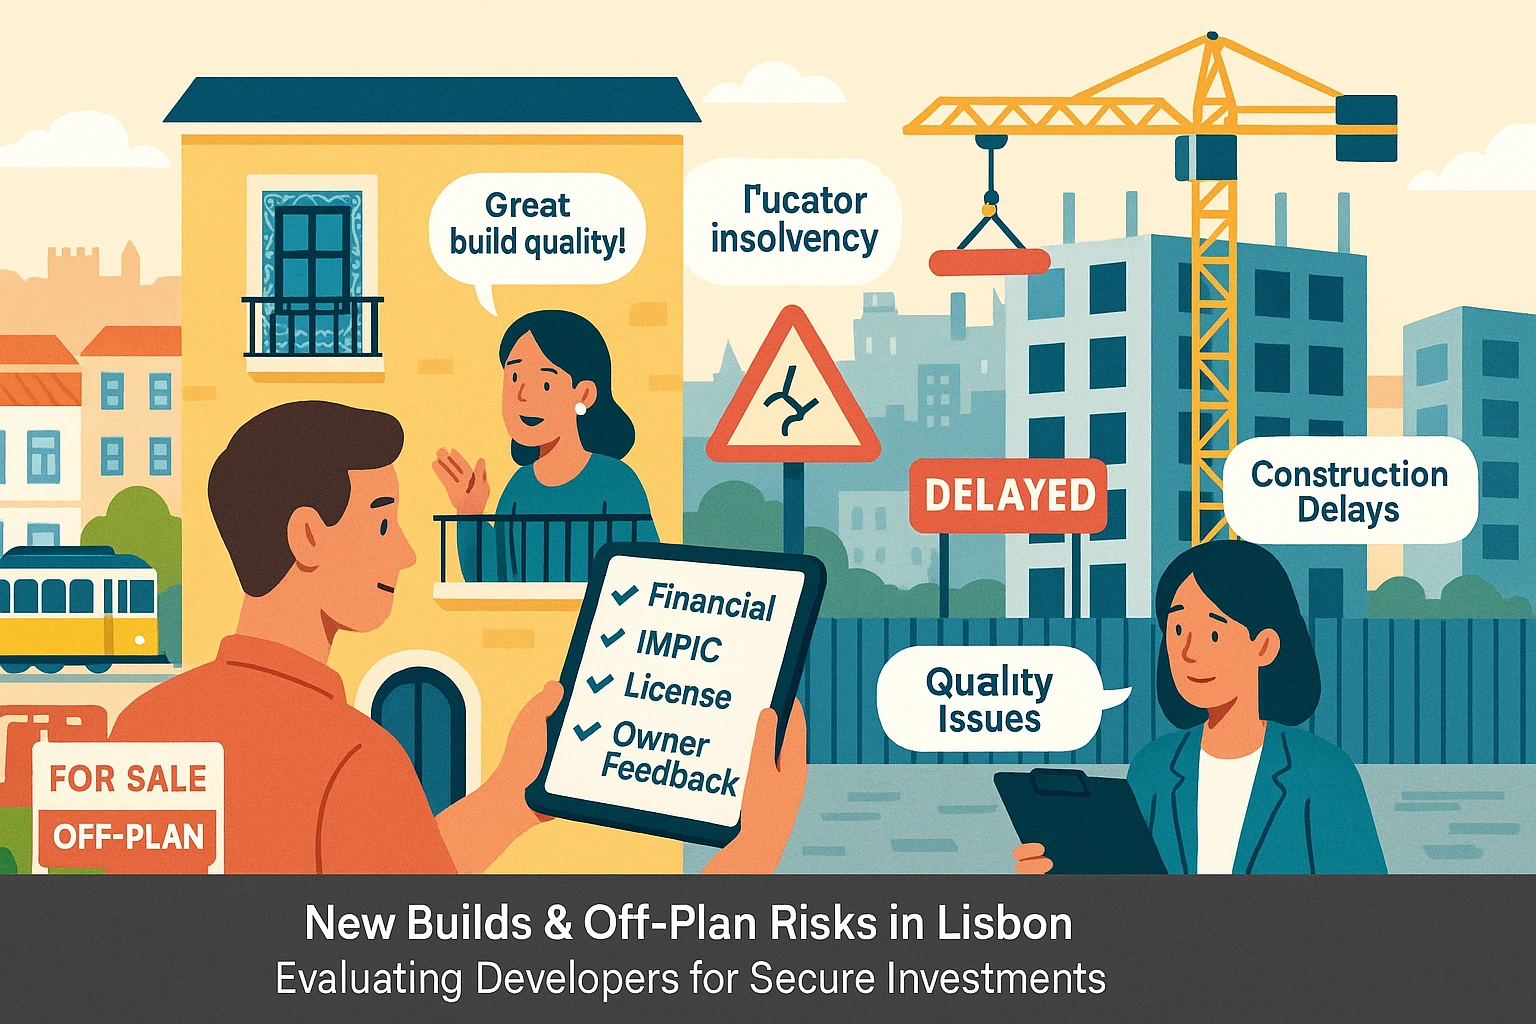 Great
build quality!
insolvency
DELAYED
Construction
Delays
Financial
IMPIC
License
Owner
Feedback
Quality
Issues
FOR SALE
OFF-PLAN
New Builds & Off-Plan Risks in Lisbon
Evaluating Developers for Secure Investments